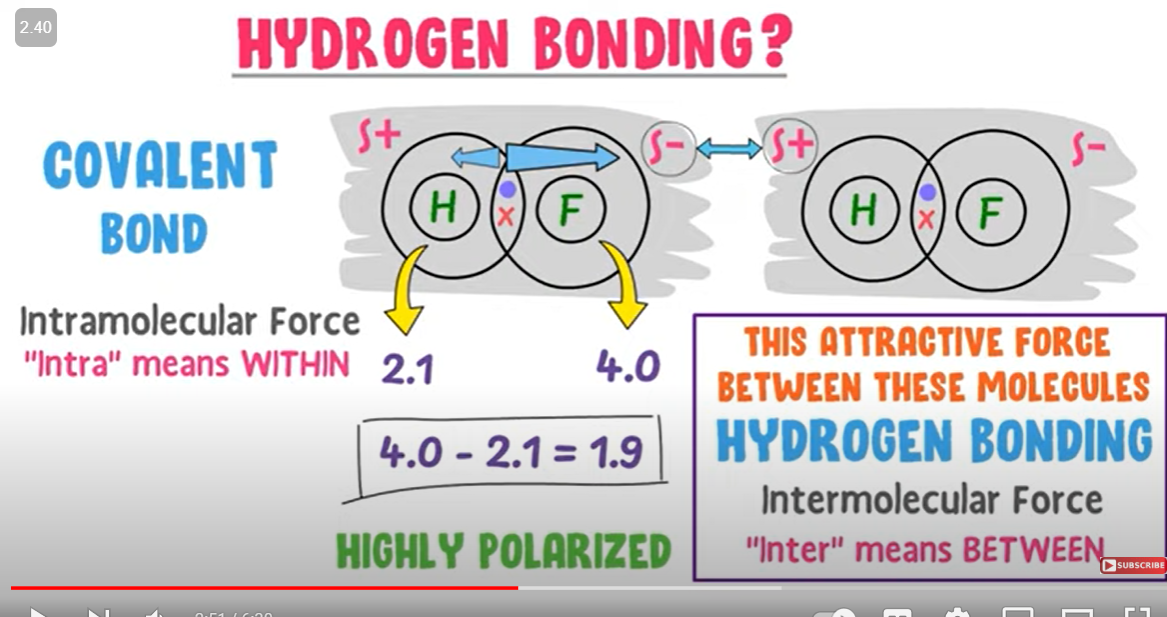 2.40
HYDROGEN BONDING?
COVALENT
BOND
Intramolecular Force
"Intra" means WITHIN
δ+
H
x
F
δ-
δ+
H
x
F
δ-
2.1
4.0
4.0 - 2.1 = 1.9
HIGHLY POLARIZED
THIS ATTRACTIVE FORCE
BETWEEN THESE MOLECULES
HYDROGEN BONDING
Intermolecular Force
"Inter" means BETWEEN
SUBSCRIBE